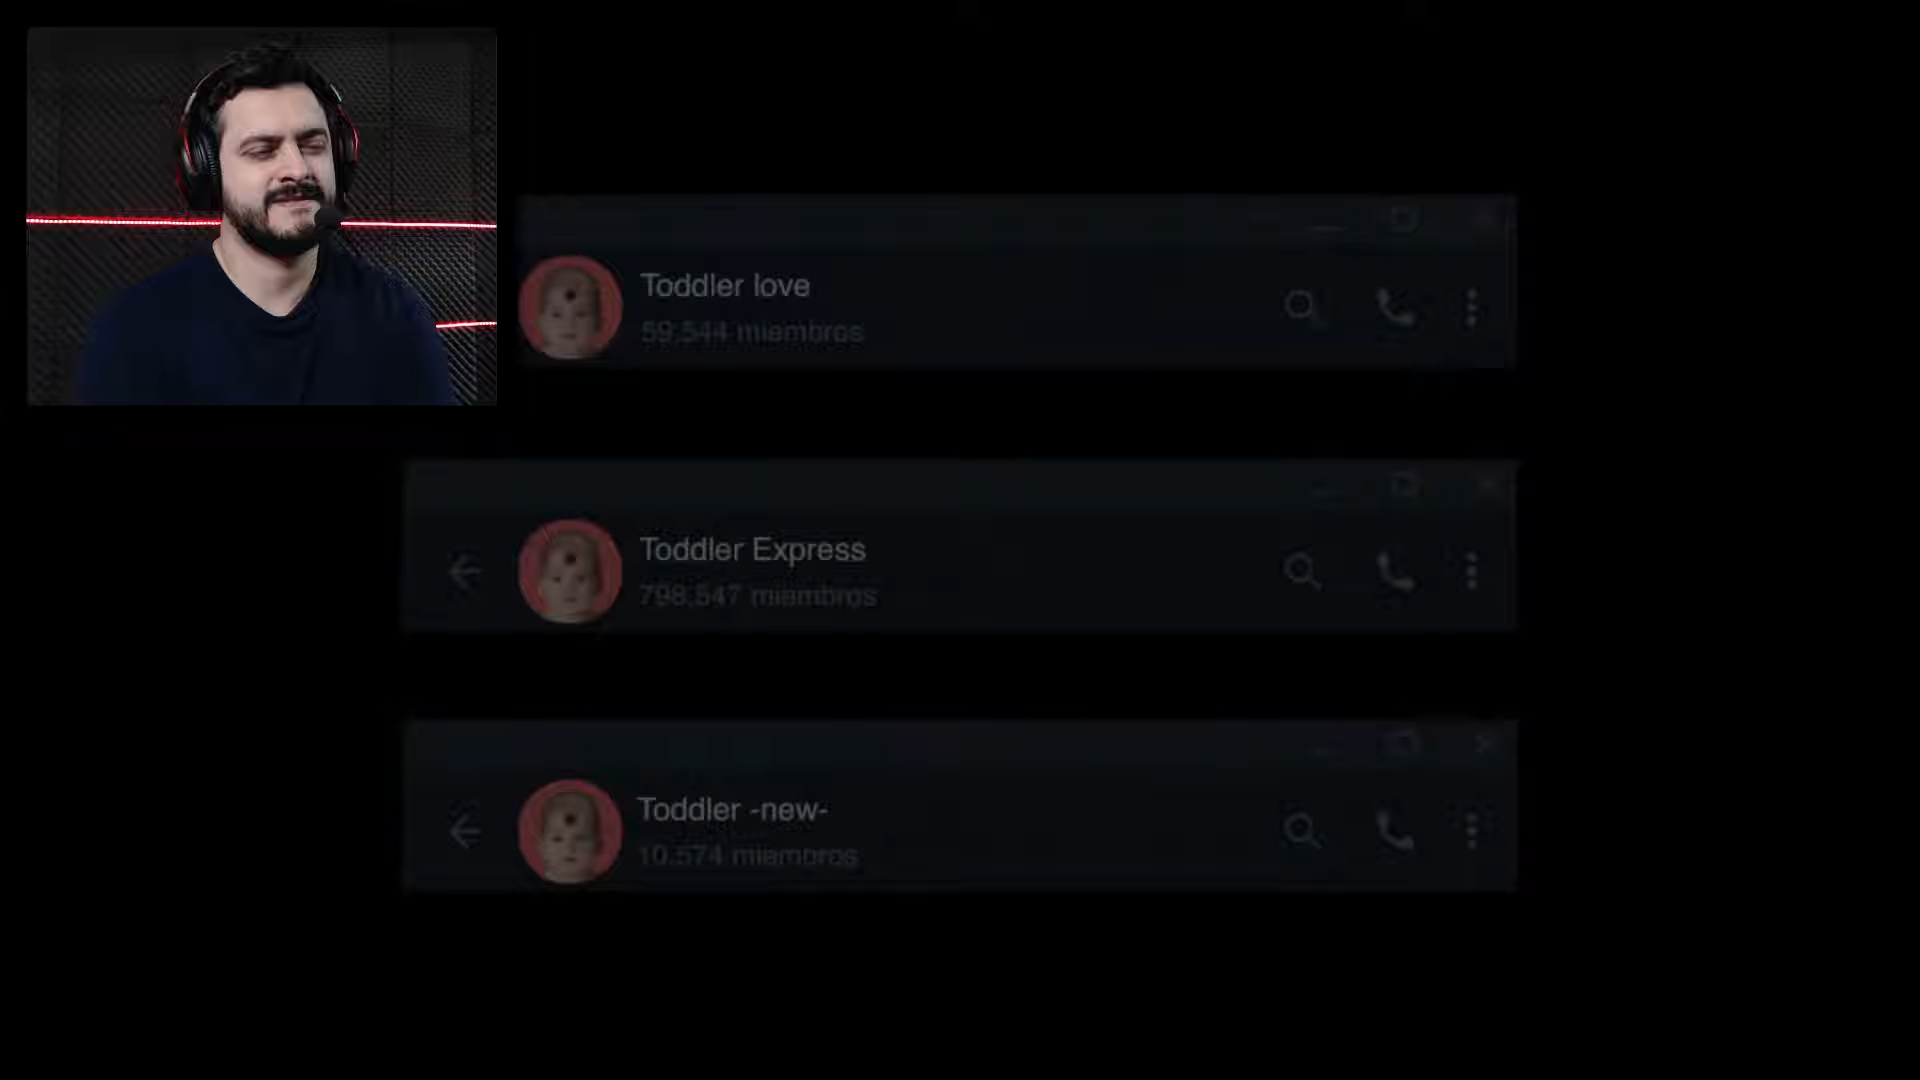 Toddler love
59.544 miembros
Toddler Express
798.547 miembros
Toddler -new-
10.574 miembros